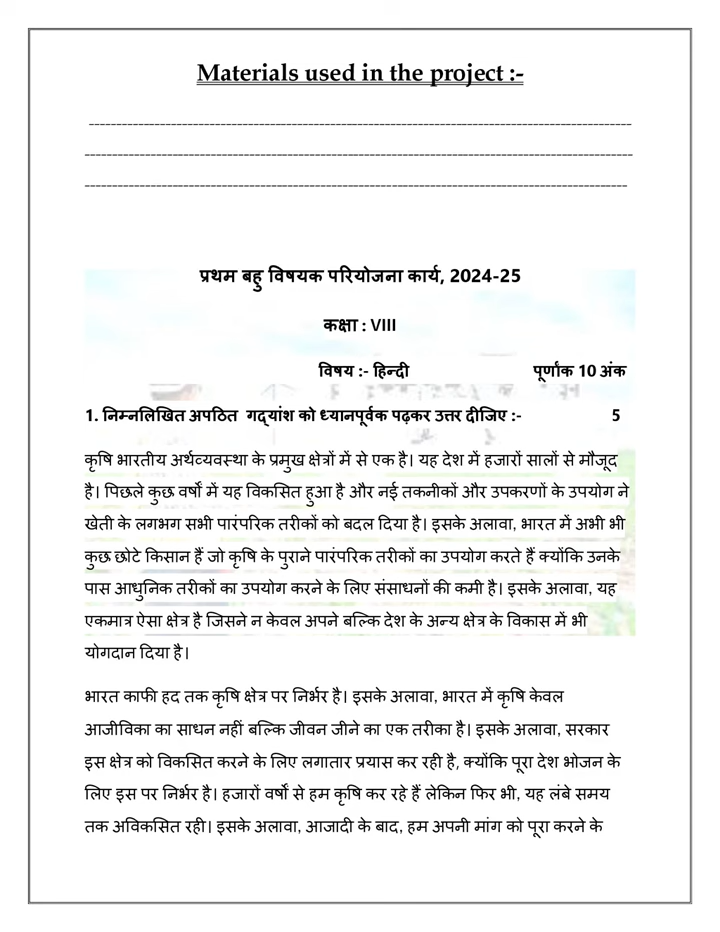 Materials used in the project :-
प्रथम बहु विषयक परियोजना कार्य, 2024-25
कक्षा : VIII
विषय :- हिन्दी पूर्णांक 10 अंक
1. निम्नलिखित अपठित गद्यांश को ध्यानपूर्वक पढ़कर उत्तर दीजिए :- 5
कृषि भारतीय अर्थव्यवस्था के प्रमुख क्षेत्रों में से एक है। यह देश में हजारों सालों से मौजूद
है। पिछले कुछ वर्षों में यह विकसित हुआ है और नई तकनीकों और उपकरणों के उपयोग ने
खेती के लगभग सभी पारंपरिक तरीकों को बदल दिया है। इसके अलावा, भारत में अभी भी
कुछ छोटे किसान हैं जो कृषि के पुराने पारंपरिक तरीकों का उपयोग करते हैं क्योंकि उनके
पास आधुनिक तरीकों का उपयोग करने के लिए संसाधनों की कमी है। इसके अलावा, यह
एकमात्र ऐसा क्षेत्र है जिसने न केवल अपने बल्कि देश के अन्य क्षेत्र के विकास में भी
योगदान दिया है।
भारत काफी हद तक कृषि क्षेत्र पर निर्भर है। इसके अलावा, भारत में कृषि केवल
आजीविका का साधन नहीं बल्कि जीवन जीने का एक तरीका है। इसके अलावा, सरकार
इस क्षेत्र को विकसित करने के लिए लगातार प्रयास कर रही है, क्योंकि पूरा देश भोजन के
लिए इस पर निर्भर है। हजारों वर्षों से हम कृषि कर रहे हैं लेकिन फिर भी, यह लंबे समय
तक अविकसित रही। इसके अलावा, आजादी के बाद, हम अपनी मांग को पूरा करने के